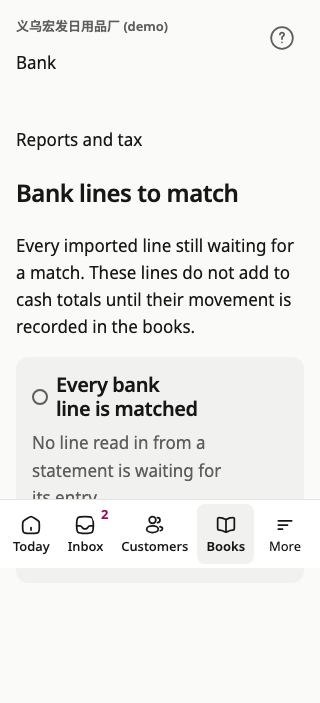 义乌宏发日用品厂 (demo)
Bank
Reports and tax
Bank lines to match
Every imported line still waiting for
a match. These lines do not add to
cash totals until their movement is
recorded in the books.
Every bank
line is matched
No line read in from a
statement is waiting for
its entry
2
Today
Inbox
Customers
Books
More